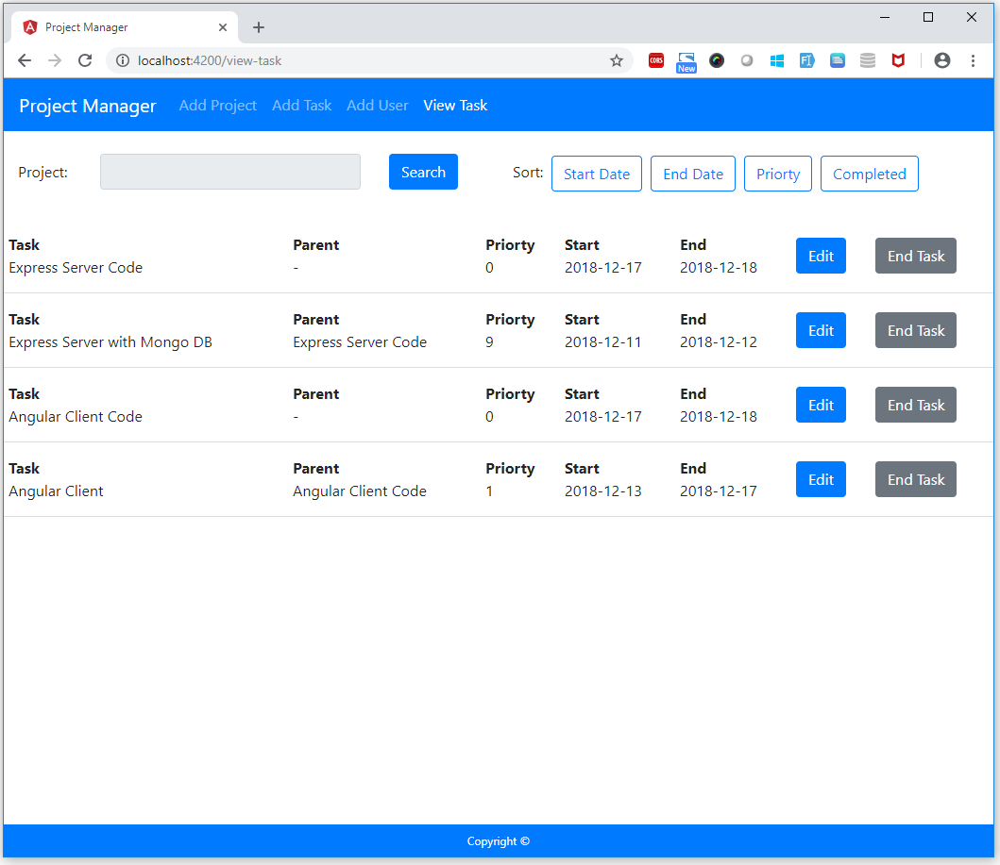 Project Manager
localhost:4200/view-task
CORS
New
Project Manager Add Project Add Task Add User View Task
Project: Search Sort: Start Date End Date Priorty Completed
Task Parent Priorty Start End
Express Server Code - 0 2018-12-17 2018-12-18 Edit End Task
Task Parent Priorty Start End
Express Server with Mongo DB Express Server Code 9 2018-12-11 2018-12-12 Edit End Task
Task Parent Priorty Start End
Angular Client Code - 0 2018-12-17 2018-12-18 Edit End Task
Task Parent Priorty Start End
Angular Client Angular Client Code 1 2018-12-13 2018-12-17 Edit End Task
Copyright ©